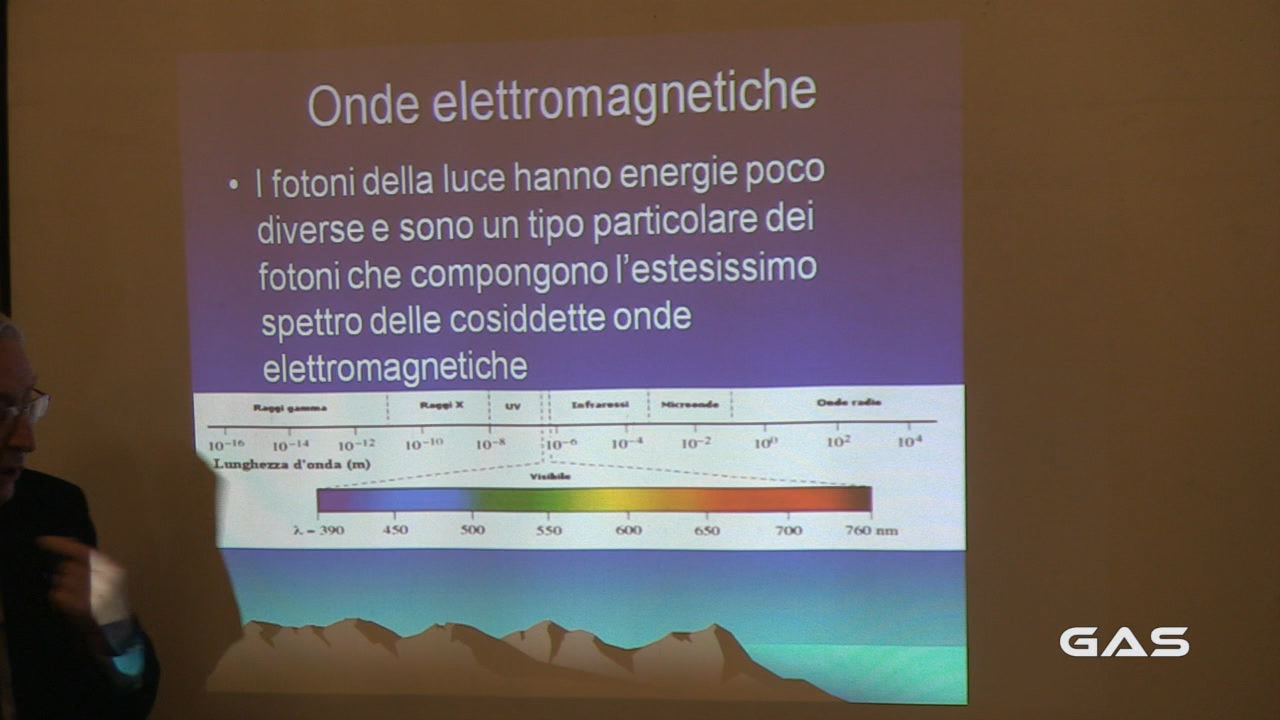 Onde elettromagnetiche
• I fotoni della luce hanno energie poco
diverse e sono un tipo particolare dei
fotoni che compongono l'estesissimo
spettro delle cosiddette onde
elettromagnetiche
Raggi gamma Raggi X UV Infrarossi Microonde Onde radio
10⁻¹⁶ 10⁻¹⁴ 10⁻¹² 10⁻¹⁰ 10⁻⁸ 10⁻⁶ 10⁻⁴ 10⁻² 10⁰ 10² 10⁴
Lunghezza d'onda (m)
Visibile
λ = 390 450 500 550 600 650 700 760 nm
GAS